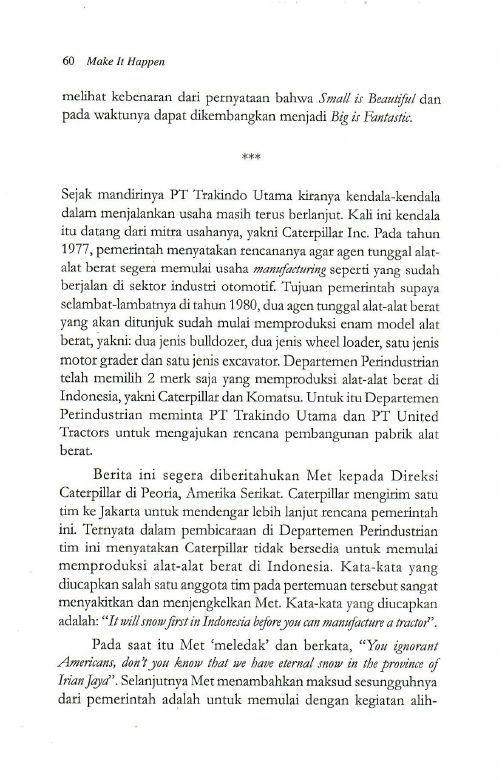 60 Make It Happen
melihat kebenaran dari pernyataan bahwa Small is Beautiful dan
pada waktunya dapat dikembangkan menjadi Big is Fantastic.
***
Sejak mandirinya PT Trakindo Utama kiranya kendala-kendala
dalam menjalankan usaha masih terus berlanjut. Kali ini kendala
itu datang dari mitra usahanya, yakni Caterpillar Inc. Pada tahun
1977, pemerintah menyatakan rencananya agar agen tunggal alat-
alat berat segera memulai usaha manufacturing seperti yang sudah
berjalan di sektor industri otomotif. Tujuan pemerintah supaya
selambat-lambatnya di tahun 1980, dua agen tunggal alat-alat berat
yang akan ditunjuk sudah mulai memproduksi enam model alat
berat, yakni: dua jenis bulldozer, dua jenis wheel loader, satu jenis
motor grader dan satu jenis excavator. Departemen Perindustrian
telah memilih 2 merk saja yang memproduksi alat-alat berat di
Indonesia, yakni Caterpillar dan Komatsu. Untuk itu Departemen
Perindustrian meminta PT Trakindo Utama dan PT United
Tractors untuk mengajukan rencana pembangunan pabrik alat
berat.
Berita ini segera diberitahukan Met kepada Direksi
Caterpillar di Peoria, Amerika Serikat. Caterpillar mengirim satu
tim ke Jakarta untuk mendengar lebih lanjut rencana pemerintah
ini. Ternyata dalam pembicaraan di Departemen Perindustrian
tim ini menyatakan Caterpillar tidak bersedia untuk memulai
memproduksi alat-alat berat di Indonesia. Kata-kata yang
diucapkan salah satu anggota tim pada pertemuan tersebut sangat
menyakitkan dan menjengkelkan Met. Kata-kata yang diucapkan
adalah: “It will snow first in Indonesia before you can manufacture a tractor”.
Pada saat itu Met ‘meledak’ dan berkata, “You ignorant
Americans, don’t you know that we have eternal snow in the province of
Irian Jaya”. Selanjutnya Met menambahkan maksud sesungguhnya
dari pemerintah adalah untuk memulai dengan kegiatan alih-